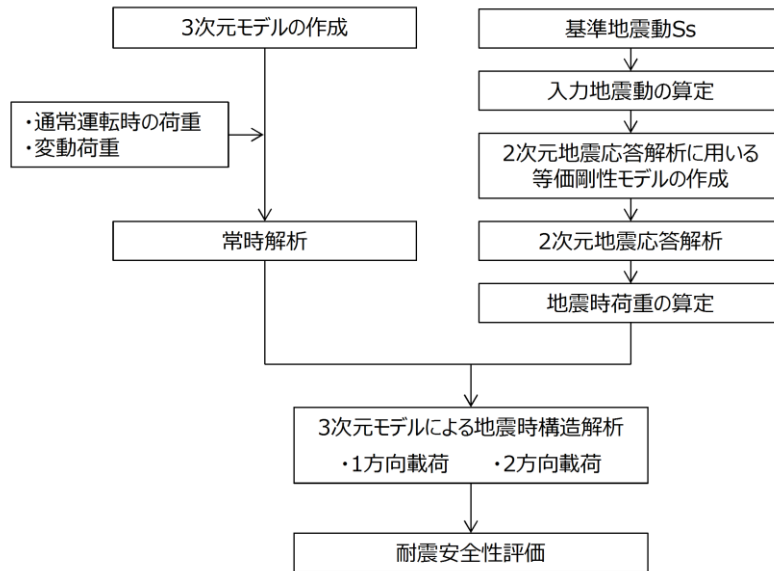 3次元モデルの作成
・通常運転時の荷重
・変動荷重
常時解析
基準地震動Ss
入力地震動の算定
2次元地震応答解析に用いる
等価剛性モデルの作成
2次元地震応答解析
地震時荷重の算定
3次元モデルによる地震時構造解析
・1方向載荷 ・2方向載荷
耐震安全性評価